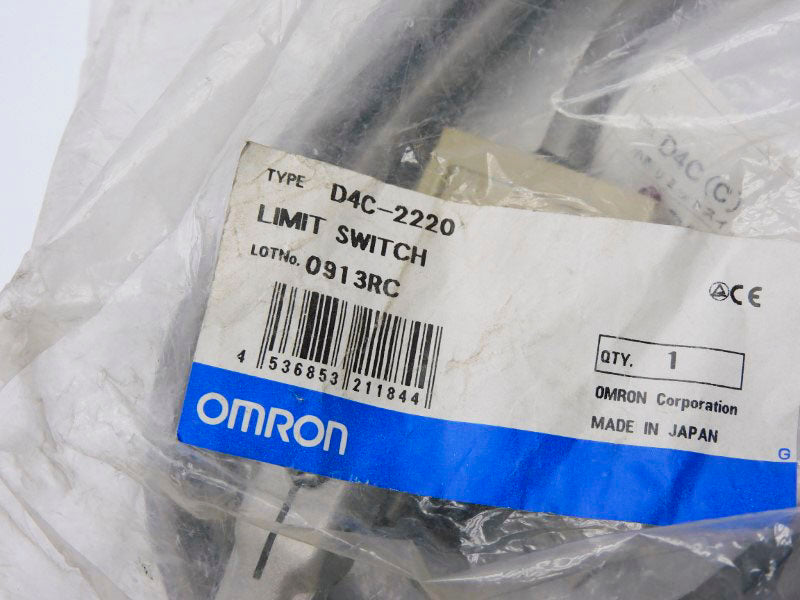 TYPE D4C-2220
LIMIT SWITCH
LOTNo. 0913RC
4 536853 211844
QTY. 1
OMRON Corporation
MADE IN JAPAN
OMRON
G
CE
D4C(C)